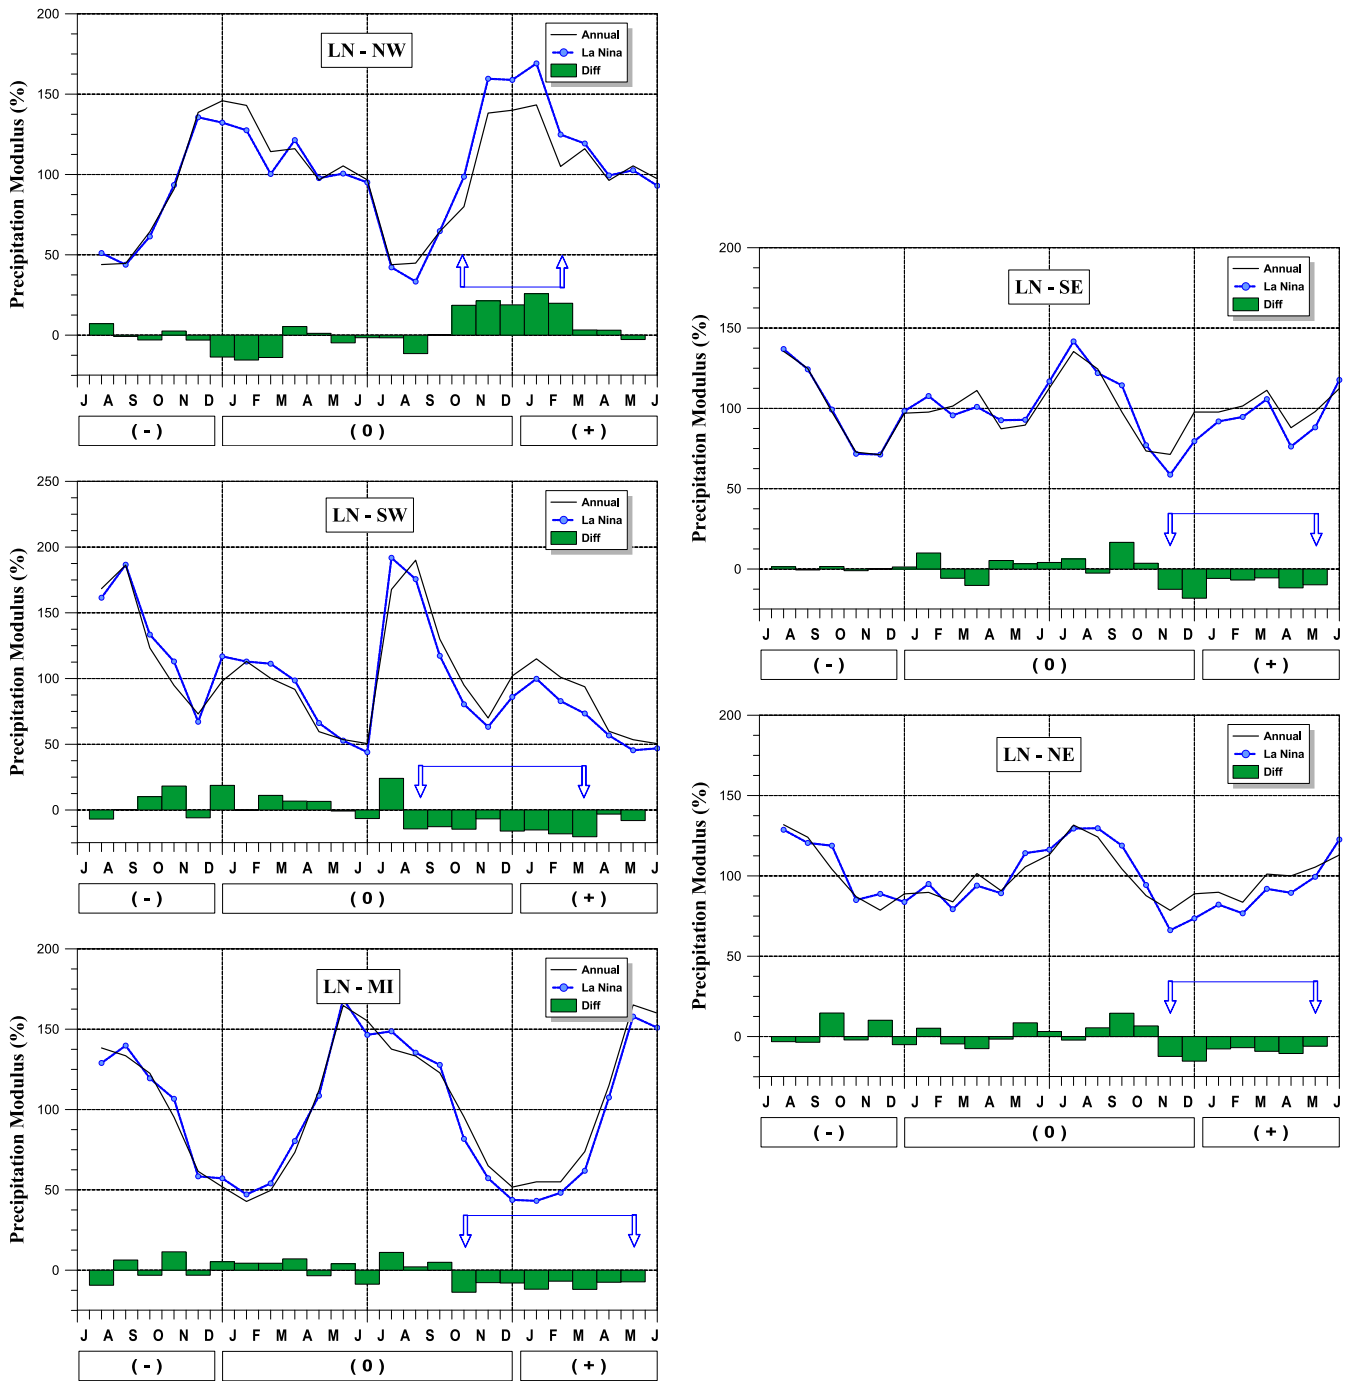 LN - NW
Annual
La Nina
Diff
Precipitation Modulus (%)
200
150
100
50
0
J A S O N D J F M A M J J A S O N D J F M A M J
( - ) ( 0 ) ( + )
LN - SW
Annual
La Nina
Diff
Precipitation Modulus (%)
250
200
150
100
50
0
J A S O N D J F M A M J J A S O N D J F M A M J
( - ) ( 0 ) ( + )
LN - MI
Annual
La Nina
Diff
Precipitation Modulus (%)
200
150
100
50
0
J A S O N D J F M A M J J A S O N D J F M A M J
( - ) ( 0 ) ( + )
LN - SE
Annual
La Nina
Diff
Precipitation Modulus (%)
200
150
100
50
0
J A S O N D J F M A M J J A S O N D J F M A M J
( - ) ( 0 ) ( + )
LN - NE
Annual
La Nina
Diff
Precipitation Modulus (%)
200
150
100
50
0
J A S O N D J F M A M J J A S O N D J F M A M J
( - ) ( 0 ) ( + )